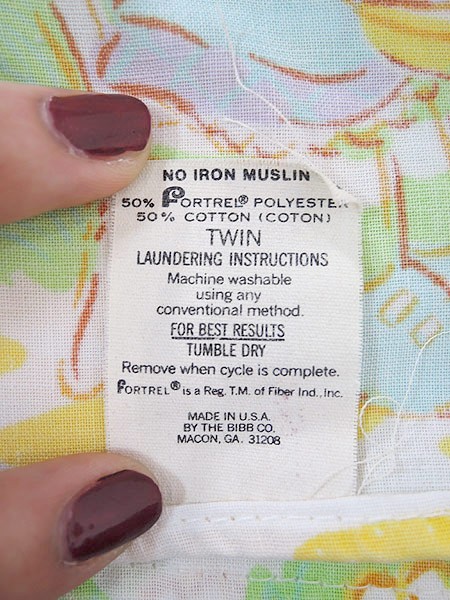 NO IRON MUSLIN
50% FORTREL® POLYESTER
50% COTTON (COTON)
TWIN
LAUNDERING INSTRUCTIONS
Machine washable
using any
conventional method.
FOR BEST RESULTS
TUMBLE DRY
Remove when cycle is complete.
FORTREL® is a Reg. T.M. of Fiber Ind., Inc.
MADE IN U.S.A.
BY THE BIBB CO.
MACON, GA. 31208